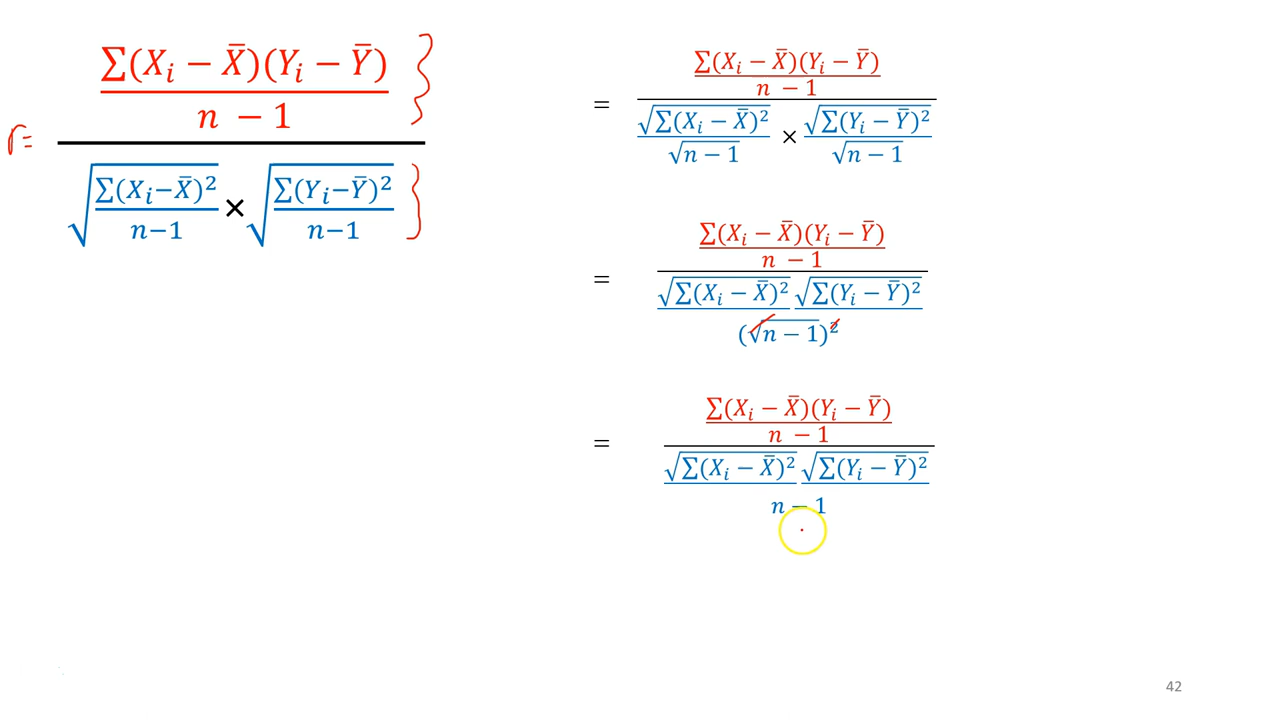 r =
∑(Xᵢ − X̄)(Yᵢ − Ȳ)
n − 1
√∑(Xᵢ−X̄)² × √∑(Yᵢ−Ȳ)²
n−1 n−1
= ∑(Xᵢ − X̄)(Yᵢ − Ȳ)
n − 1
√∑(Xᵢ − X̄)² × √∑(Yᵢ − Ȳ)²
√n − 1 √n − 1
= ∑(Xᵢ − X̄)(Yᵢ − Ȳ)
n − 1
√∑(Xᵢ − X̄)² √∑(Yᵢ − Ȳ)²
(√n − 1)²
= ∑(Xᵢ − X̄)(Yᵢ − Ȳ)
n − 1
√∑(Xᵢ − X̄)² √∑(Yᵢ − Ȳ)²
n − 1
42